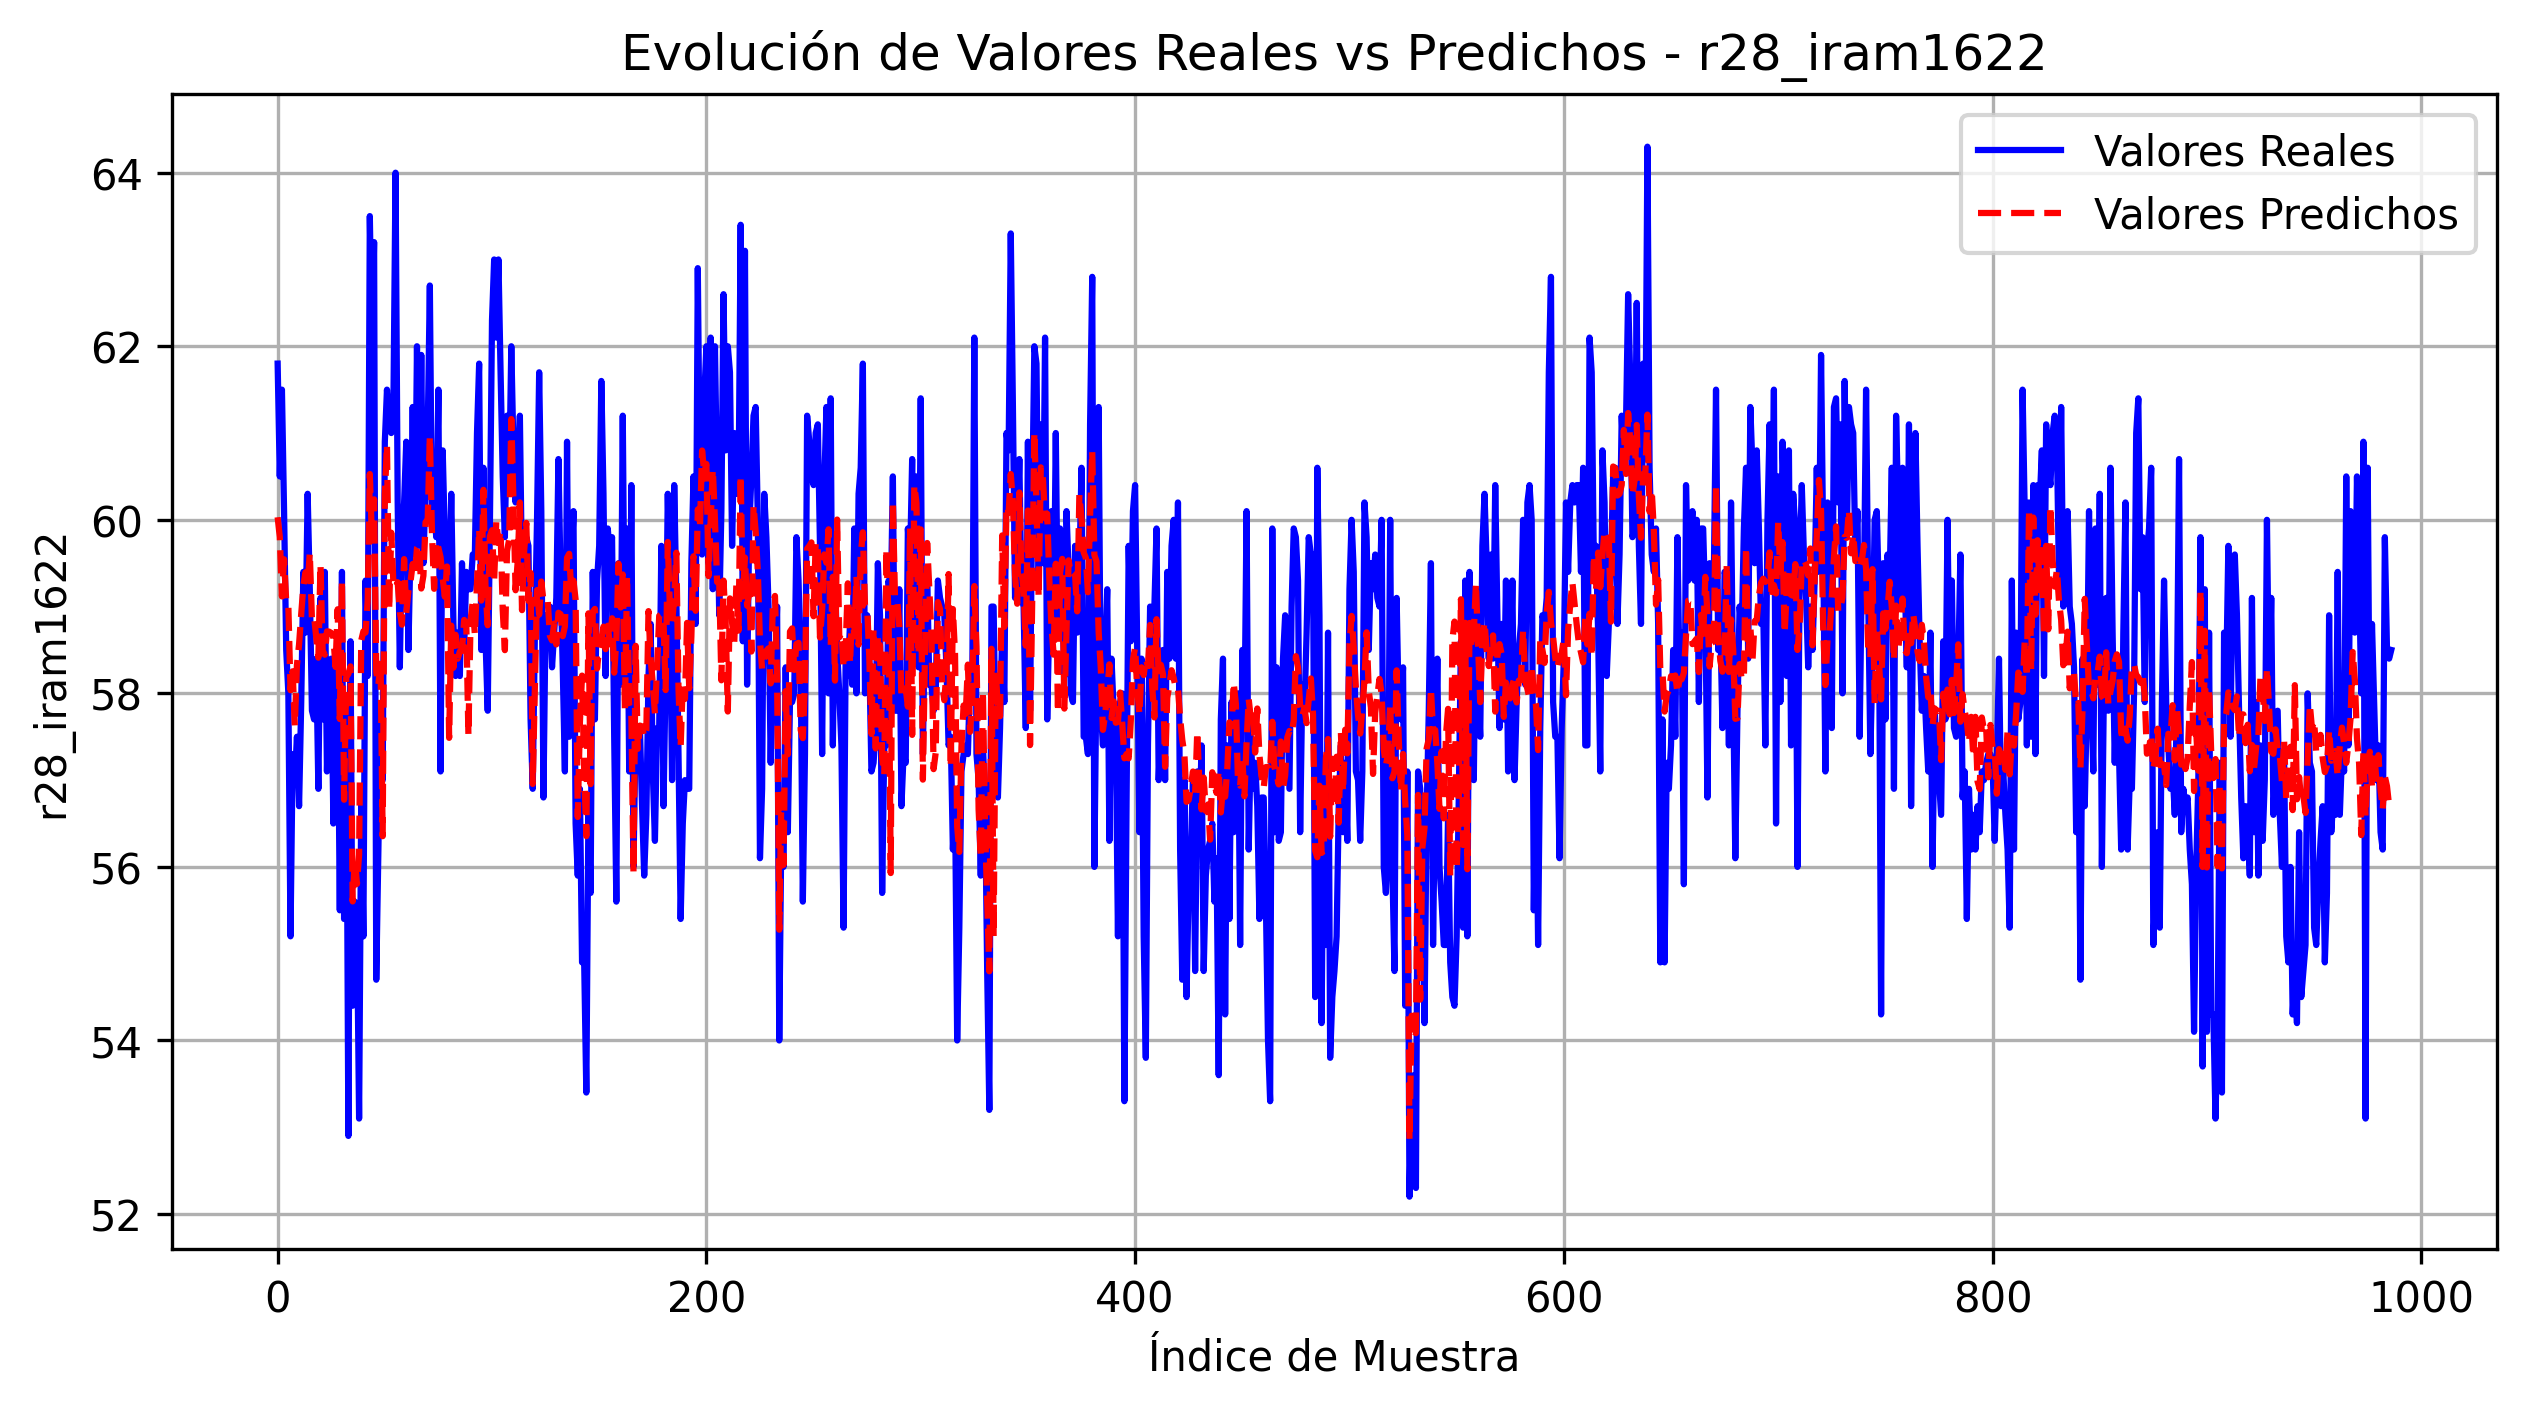 Evolución de Valores Reales vs Predichos - r28_iram1622
Valores Reales
Valores Predichos
r28_iram1622
64
62
60
58
56
54
52
0 200 400 600 800 1000
Índice de Muestra